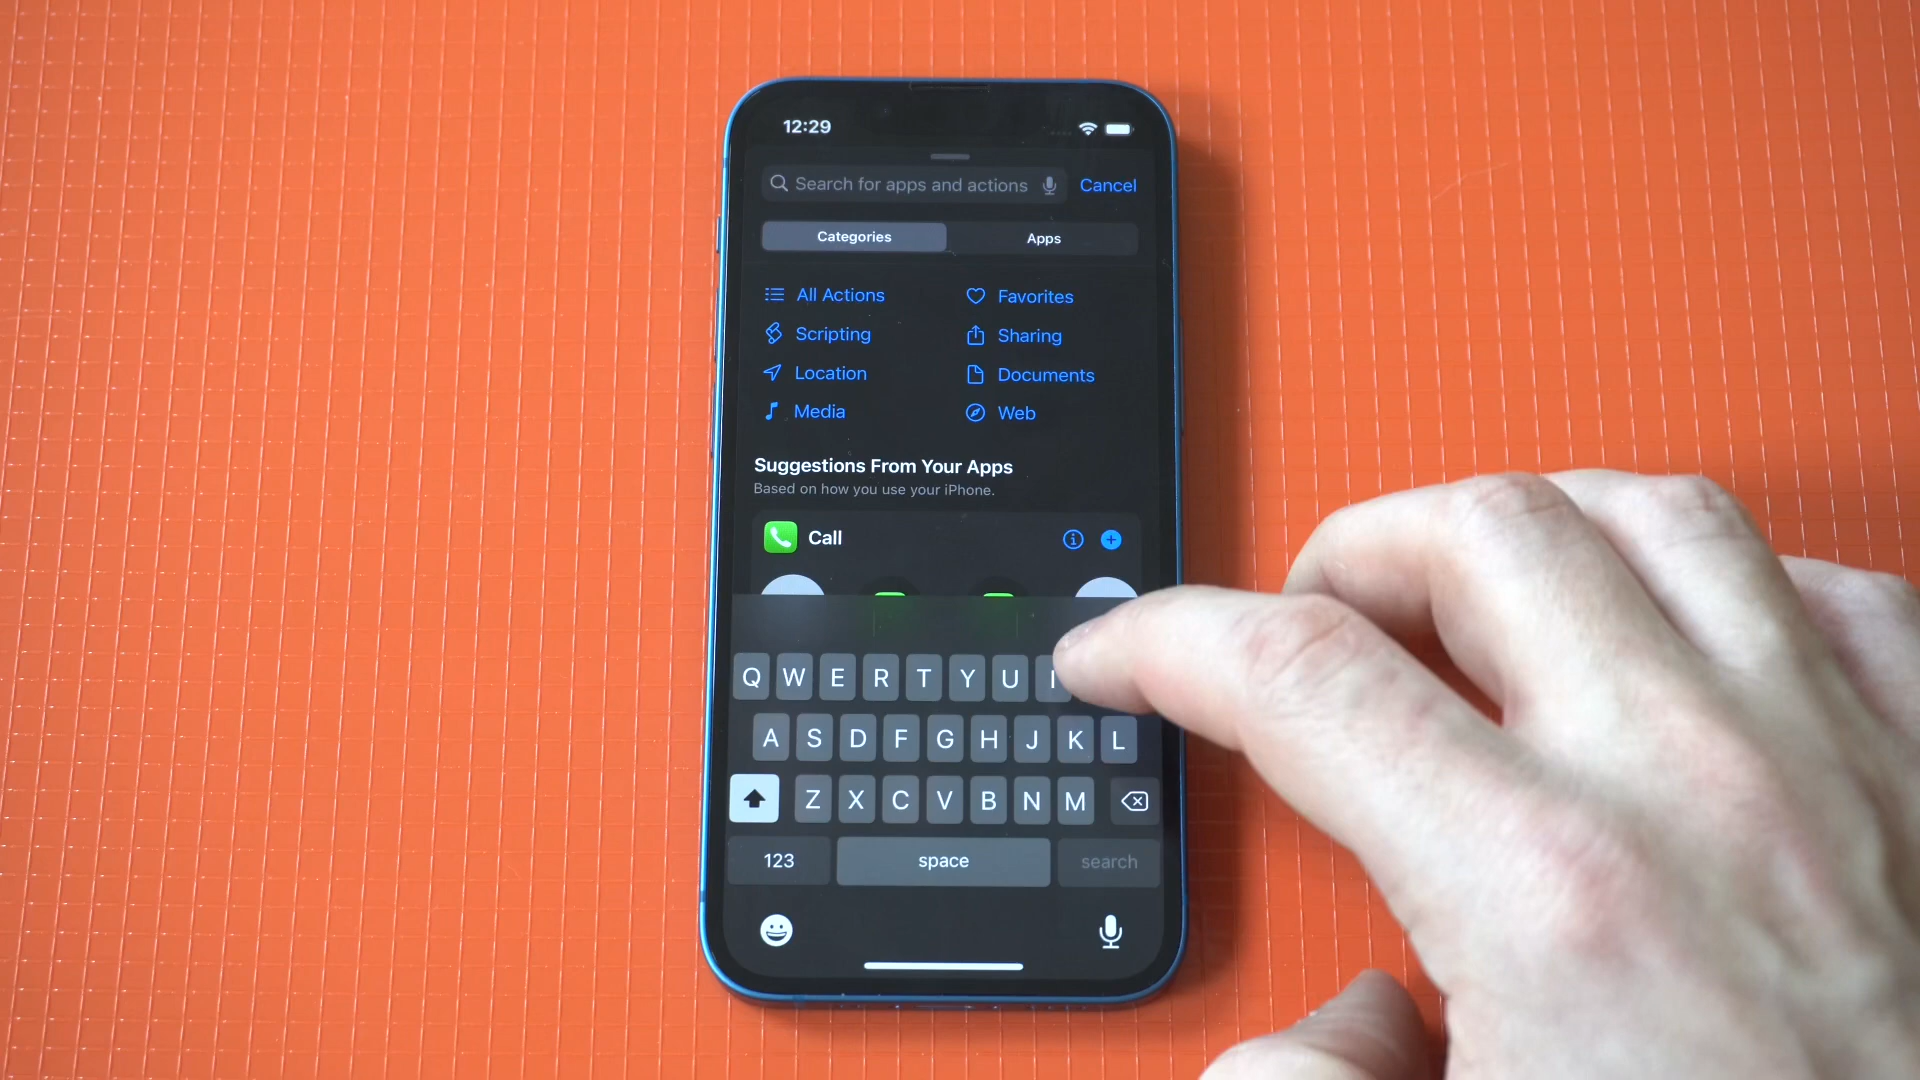 12:29
Search for apps and actions Cancel
Categories Apps
All Actions Favorites
Scripting Sharing
Location Documents
Media Web
Suggestions From Your Apps
Based on how you use your iPhone.
Call
Q W E R T Y U I
A S D F G H J K L
Z X C V B N M
123 space search